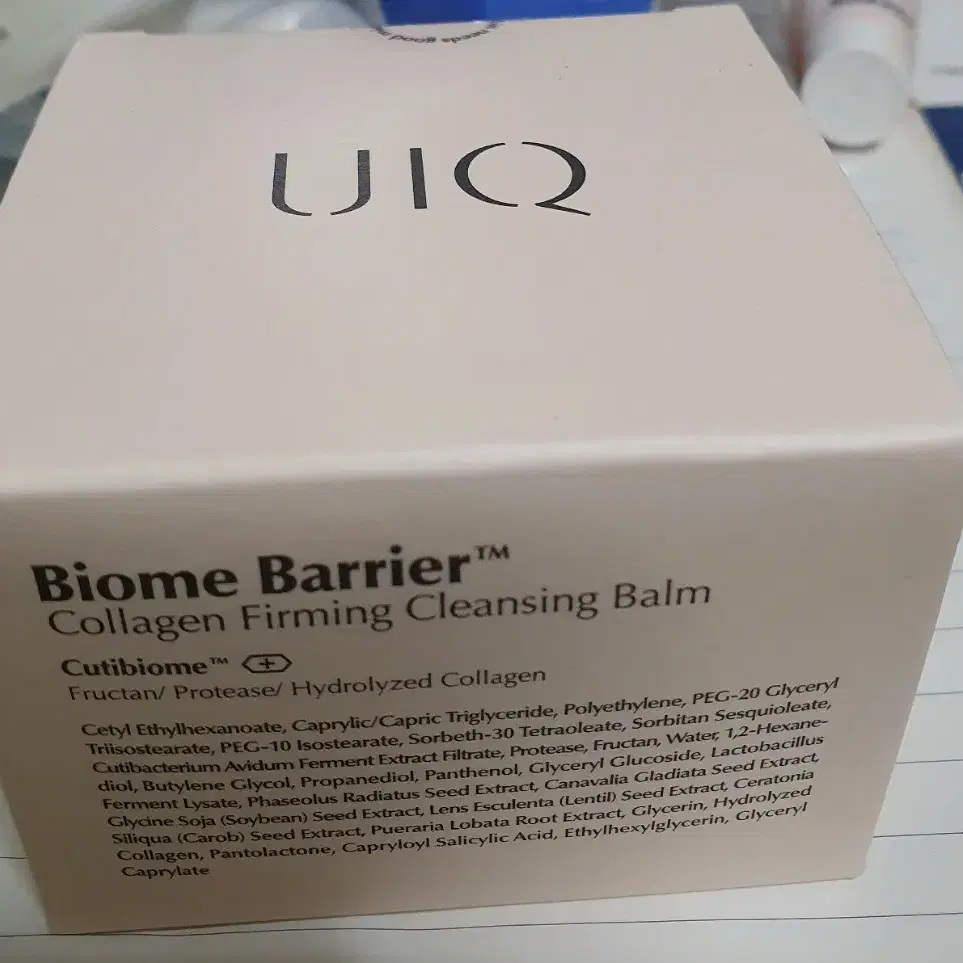 good
UIQ
Biome Barrier™
Collagen Firming Cleansing Balm
Cutibiome™
Fructan/ Protease/ Hydrolyzed Collagen
Cetyl Ethylhexanoate, Caprylic/Capric Triglyceride, Polyethylene, PEG-20 Glyceryl
Triisostearate, PEG-10 Isostearate, Sorbeth-30 Tetraoleate, Sorbitan Sesquioleate,
Cutibacterium Avidum Ferment Extract Filtrate, Protease, Fructan, Water, 1,2-Hexane-
diol, Butylene Glycol, Propanediol, Panthenol, Glyceryl Glucoside, Lactobacillus
Ferment Lysate, Phaseolus Radiatus Seed Extract, Canavalia Gladiata Seed Extract,
Glycine Soja (Soybean) Seed Extract, Lens Esculenta (Lentil) Seed Extract, Ceratonia
Siliqua (Carob) Seed Extract, Pueraria Lobata Root Extract, Glycerin, Hydrolyzed
Collagen, Pantolactone, Capryloyl Salicylic Acid, Ethylhexylglycerin, Glyceryl
Caprylate